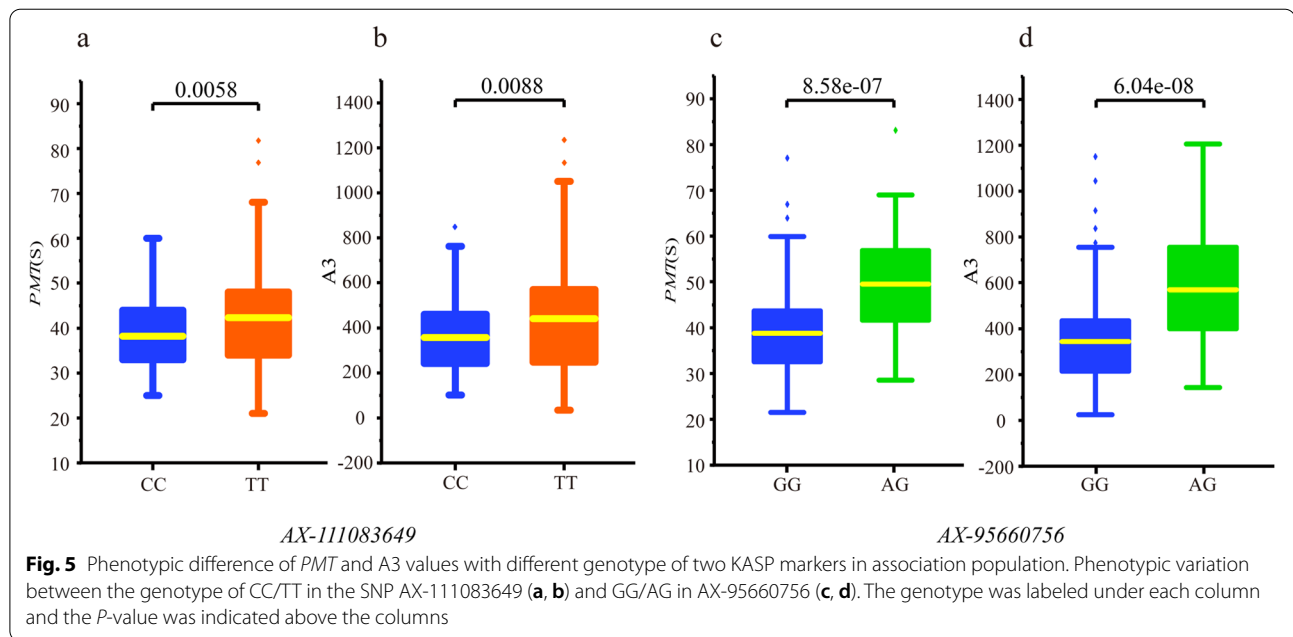 a
b
c
d
0.0058
0.0088
8.58e-07
6.04e-08
PMT(S)
90
80
70
60
50
40
30
20
10
CC TT
A3
1400
1200
1000
800
600
400
200
0
-200
CC TT
PMT(S)
90
80
70
60
50
40
30
20
10
GG AG
A3
1400
1200
1000
800
600
400
200
0
-200
GG AG
AX-111083649
AX-95660756
Fig. 5 Phenotypic difference of PMT and A3 values with different genotype of two KASP markers in association population. Phenotypic variation
between the genotype of CC/TT in the SNP AX-111083649 (a, b) and GG/AG in AX-95660756 (c, d). The genotype was labeled under each column
and the P-value was indicated above the columns